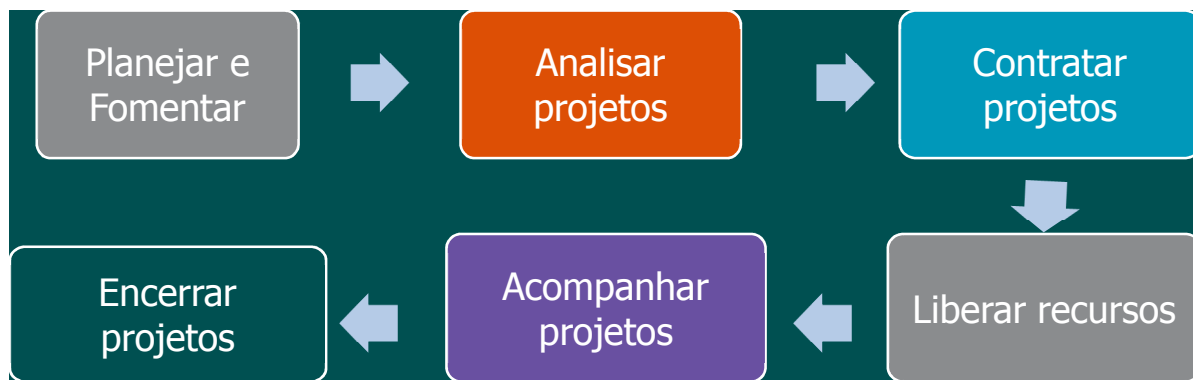 Planejar e
Fomentar
Analisar
projetos
Contratar
projetos
Liberar recursos
Acompanhar
projetos
Encerrar
projetos